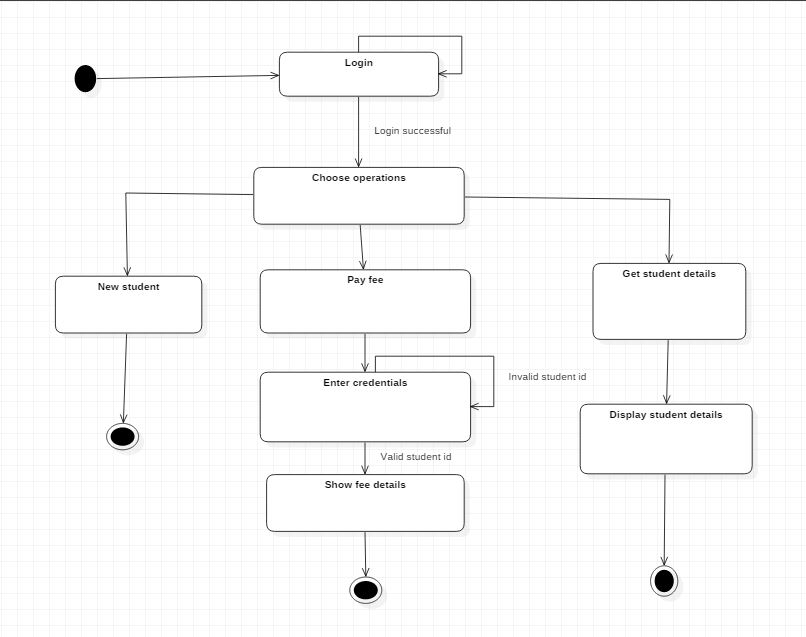 Login
Login successful
Choose operations
New student
Pay fee
Get student details
Enter credentials
Invalid student id
Display student details
Valid student id
Show fee details